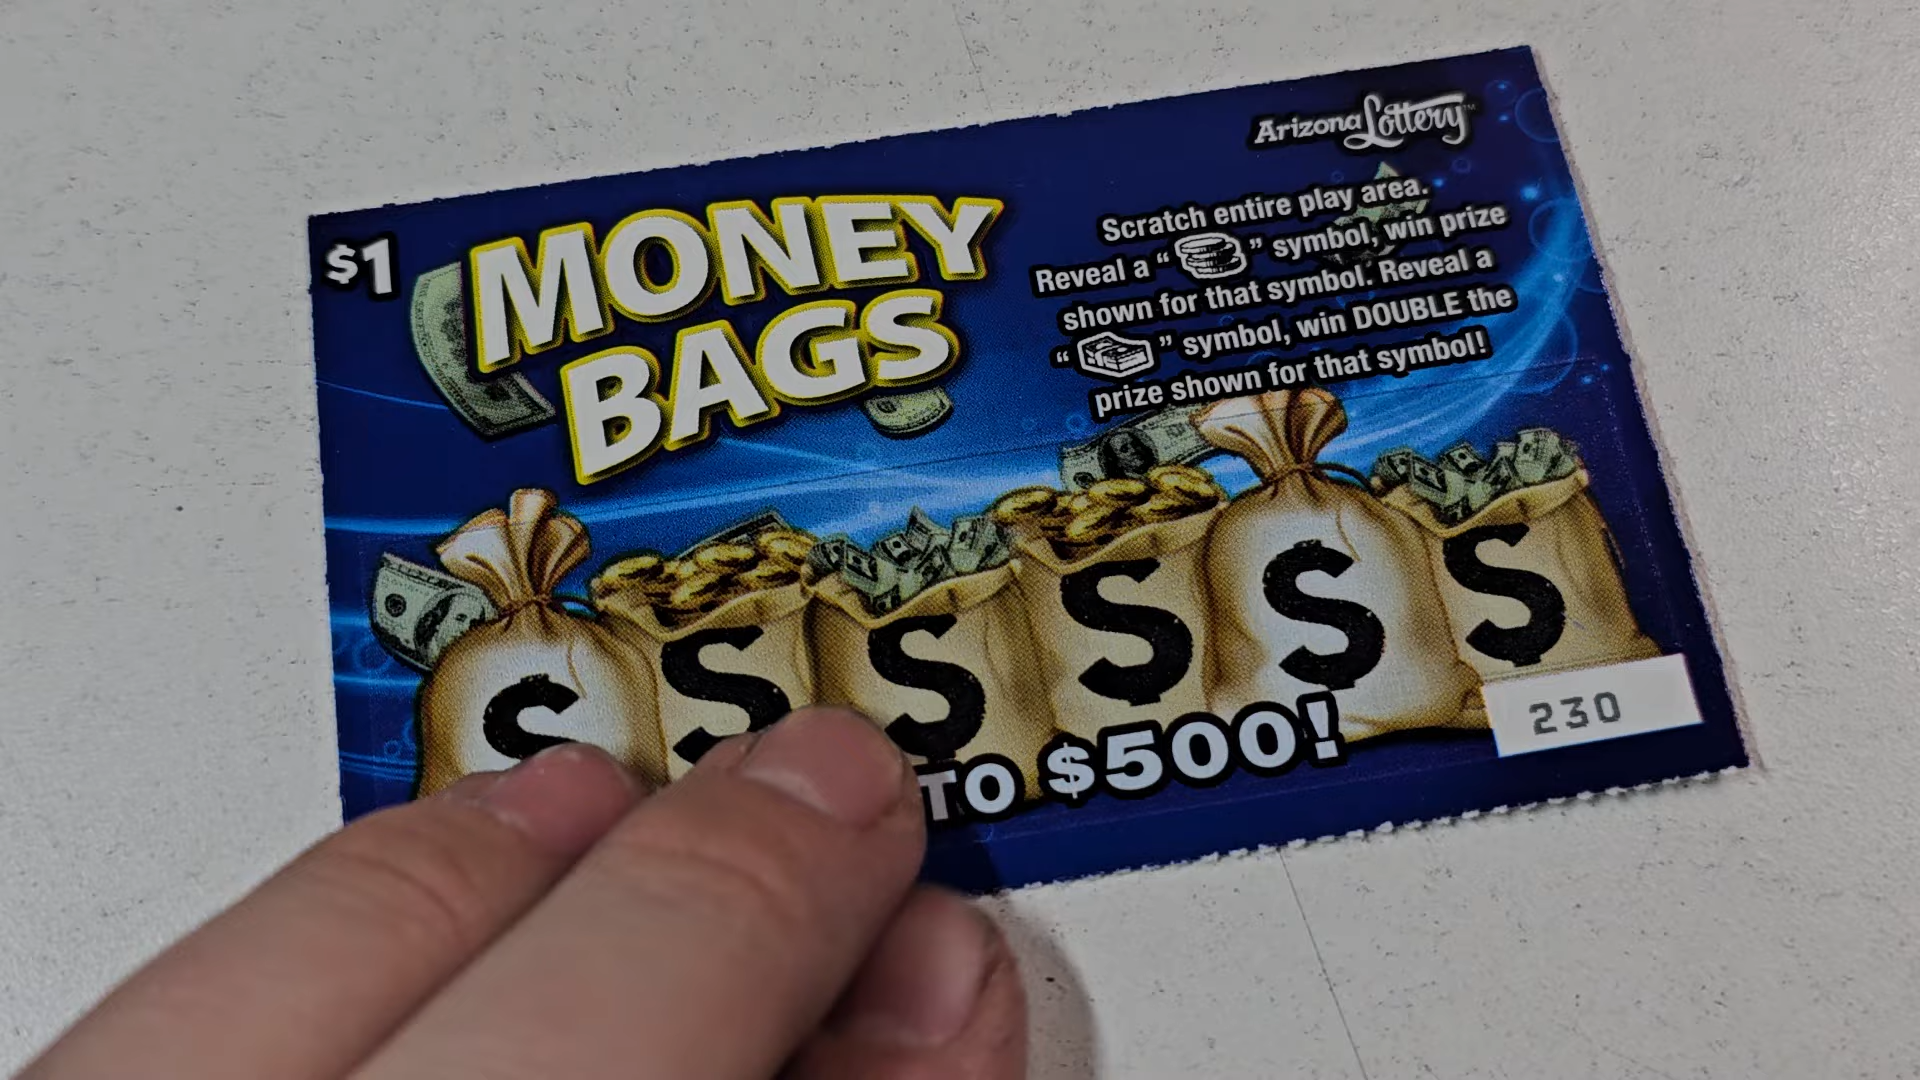 Arizona Lottery™
$1
MONEY
BAGS
Scratch entire play area.
Reveal a “ ” symbol, win prize
shown for that symbol. Reveal a
“ ” symbol, win DOUBLE the
prize shown for that symbol!
$ $ $ $ $ $
TO $500!
230